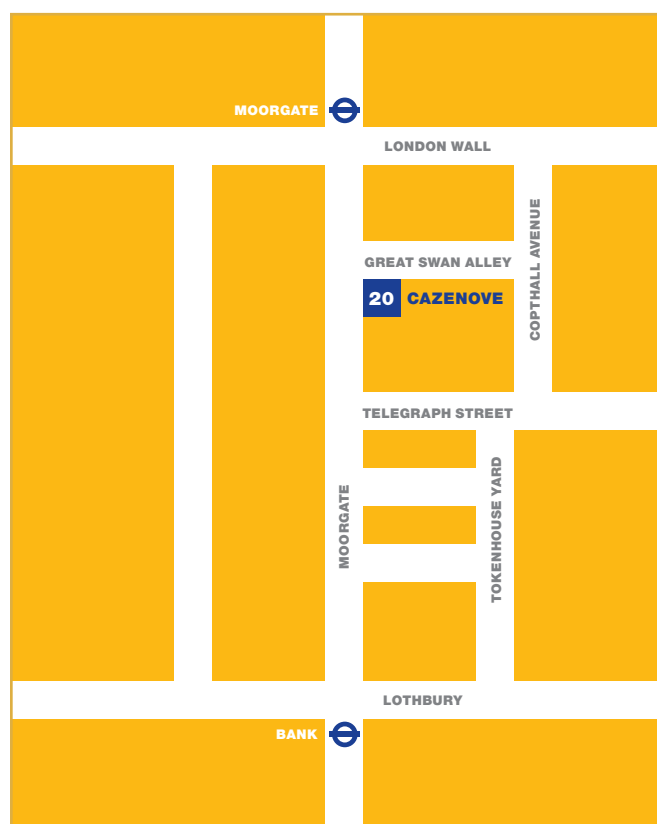 MOORGATE
LONDON WALL
COPTHALL AVENUE
GREAT SWAN ALLEY
20 CAZENOVE
TELEGRAPH STREET
MOORGATE
TOKENHOUSE YARD
LOTHBURY
BANK